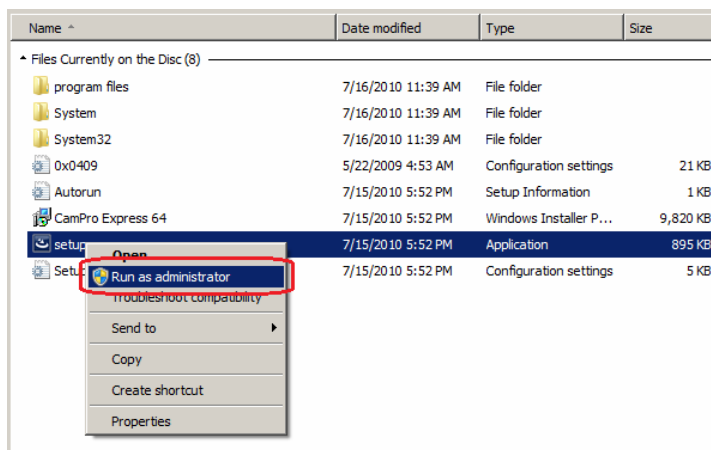 Name Date modified Type Size
Files Currently on the Disc (8)
program files 7/16/2010 11:39 AM File folder
System 7/16/2010 11:39 AM File folder
System32 7/16/2010 11:39 AM File folder
0x0409 5/22/2009 4:53 AM Configuration settings 21 KB
Autorun 7/15/2010 5:52 PM Setup Information 1 KB
CamPro Express 64 7/15/2010 5:52 PM Windows Installer P... 9,820 KB
setup 7/15/2010 5:52 PM Application 895 KB
Setu 7/15/2010 5:52 PM Configuration settings 5 KB
Open
Run as administrator
Troubleshoot compatibility
Send to
Copy
Create shortcut
Properties